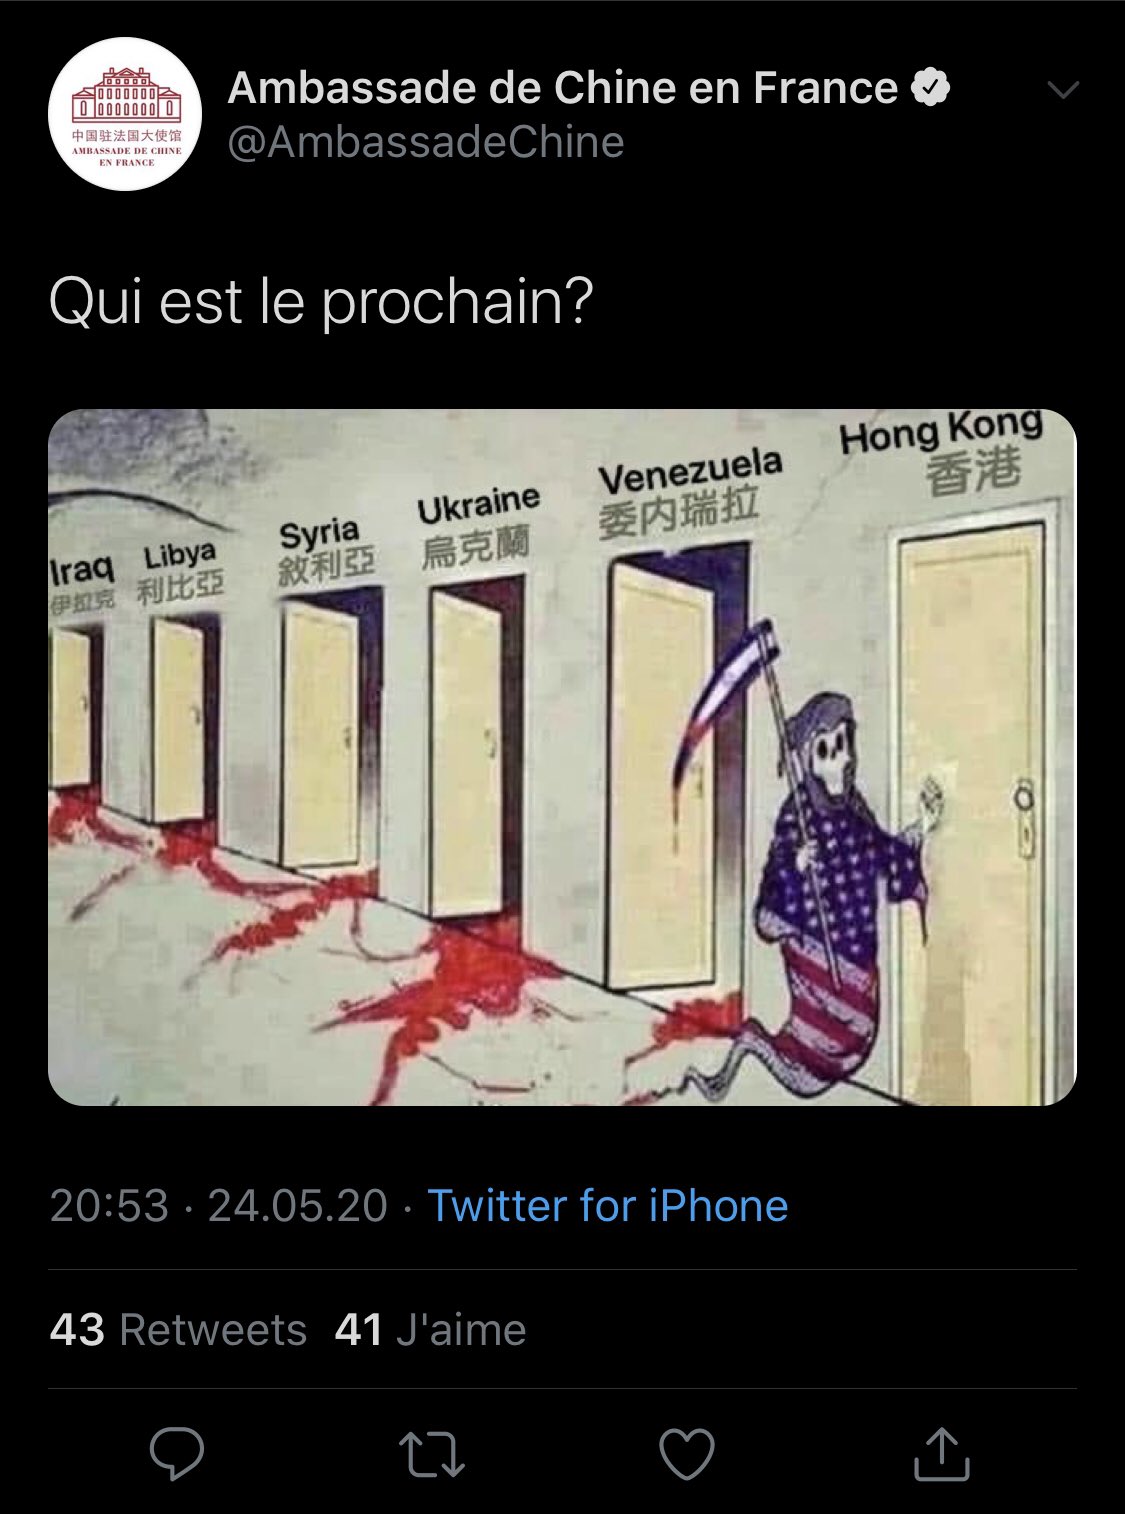 Ambassade de Chine en France
@AmbassadeChine
中国驻法国大使馆
AMBASSADE DE CHINE
EN FRANCE
Qui est le prochain?
Iraq
伊拉克
Libya
利比亞
Syria
敘利亞
Ukraine
烏克蘭
Venezuela
委内瑞拉
Hong Kong
香港
20:53 · 24.05.20 · Twitter for iPhone
43 Retweets 41 J'aime